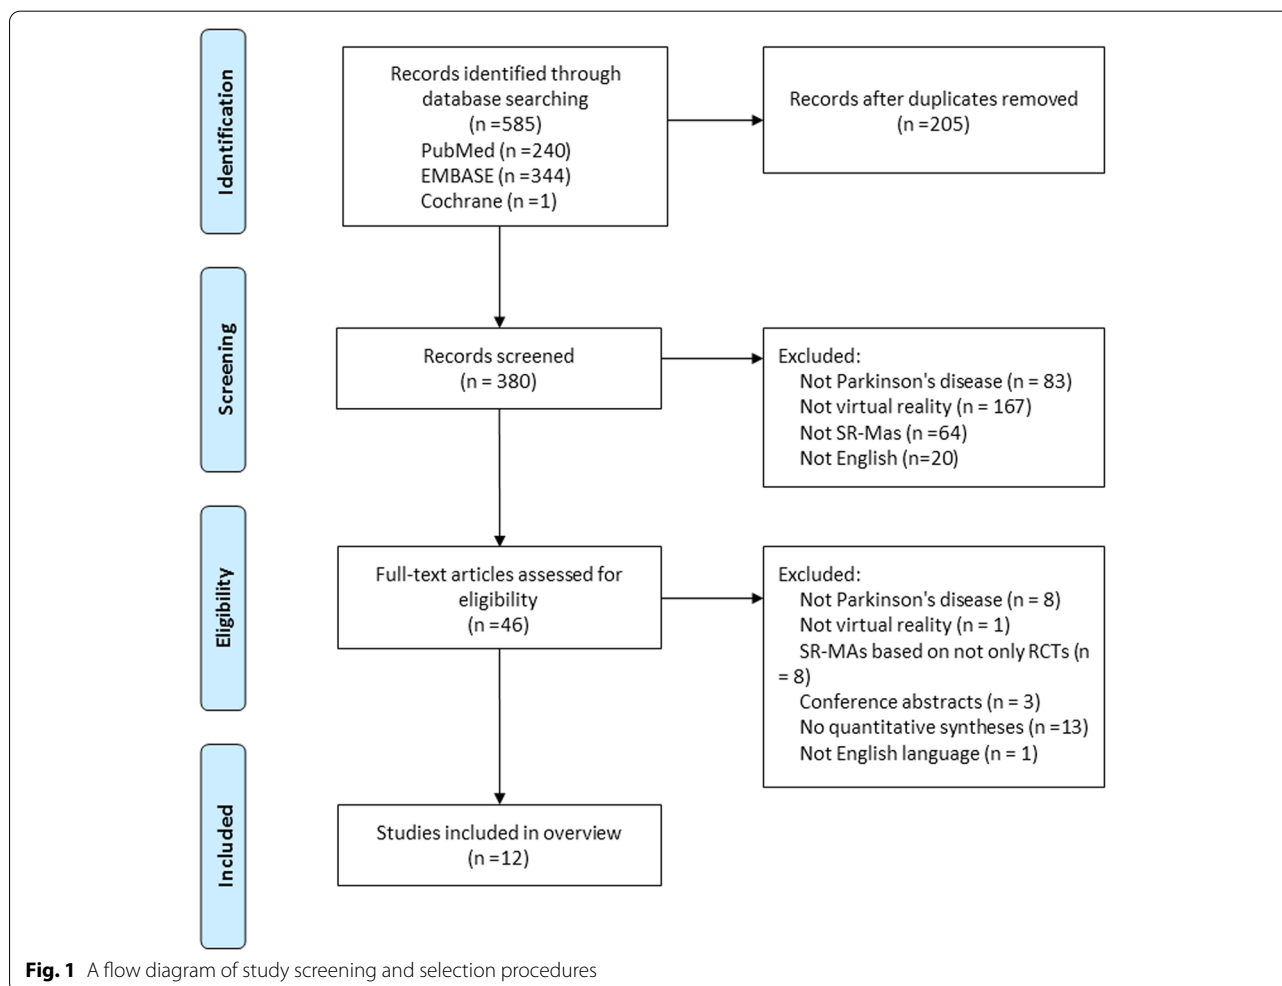 Identification
Records identified through
database searching
(n =585)
PubMed (n =240)
EMBASE (n =344)
Cochrane (n =1)
Records after duplicates removed
(n =205)
Screening
Records screened
(n = 380)
Excluded:
Not Parkinson's disease (n = 83)
Not virtual reality (n = 167)
Not SR-Mas (n =64)
Not English (n=20)
Eligibility
Full-text articles assessed for
eligibility
(n =46)
Excluded:
Not Parkinson's disease (n = 8)
Not virtual reality (n = 1)
SR-MAs based on not only RCTs (n
= 8)
Conference abstracts (n = 3)
No quantitative syntheses (n =13)
Not English language (n = 1)
Included
Studies included in overview
(n =12)
Fig. 1 A flow diagram of study screening and selection procedures